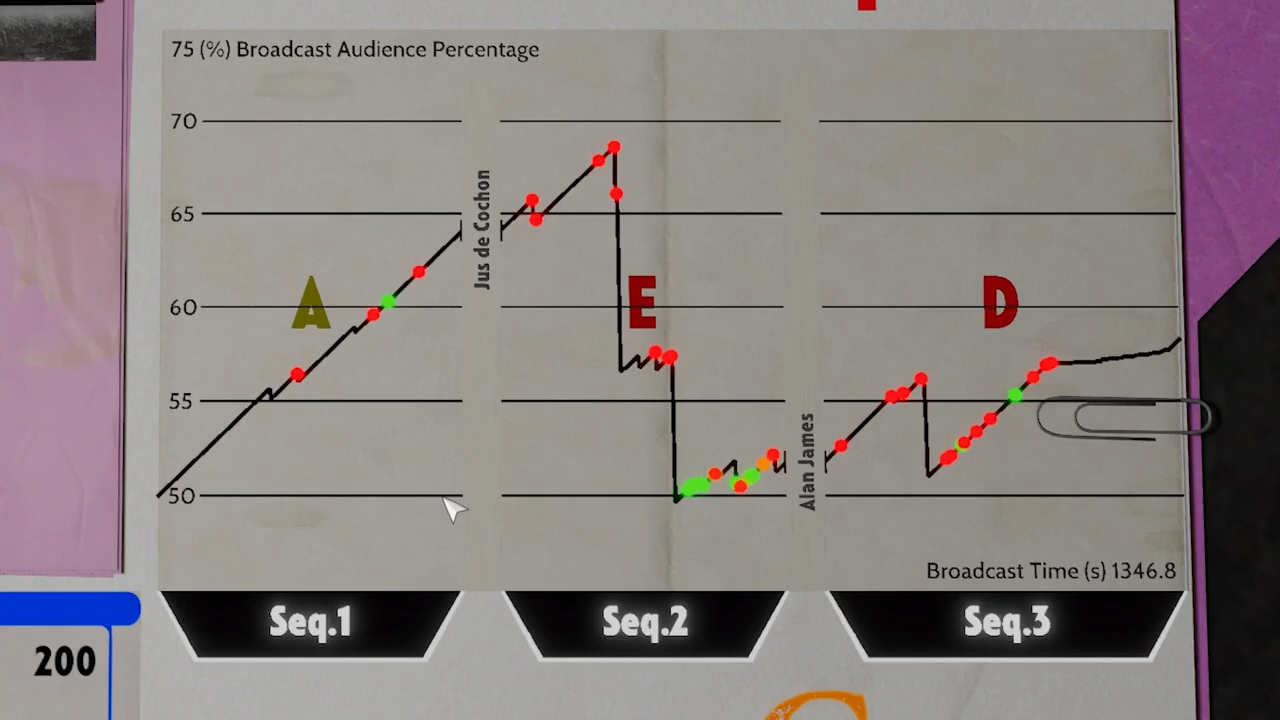 75 (%) Broadcast Audience Percentage
70
65
60
55
50
Jus de Cochon
Alan James
A
E
D
Broadcast Time (s) 1346.8
Seq.1
Seq.2
Seq.3
200